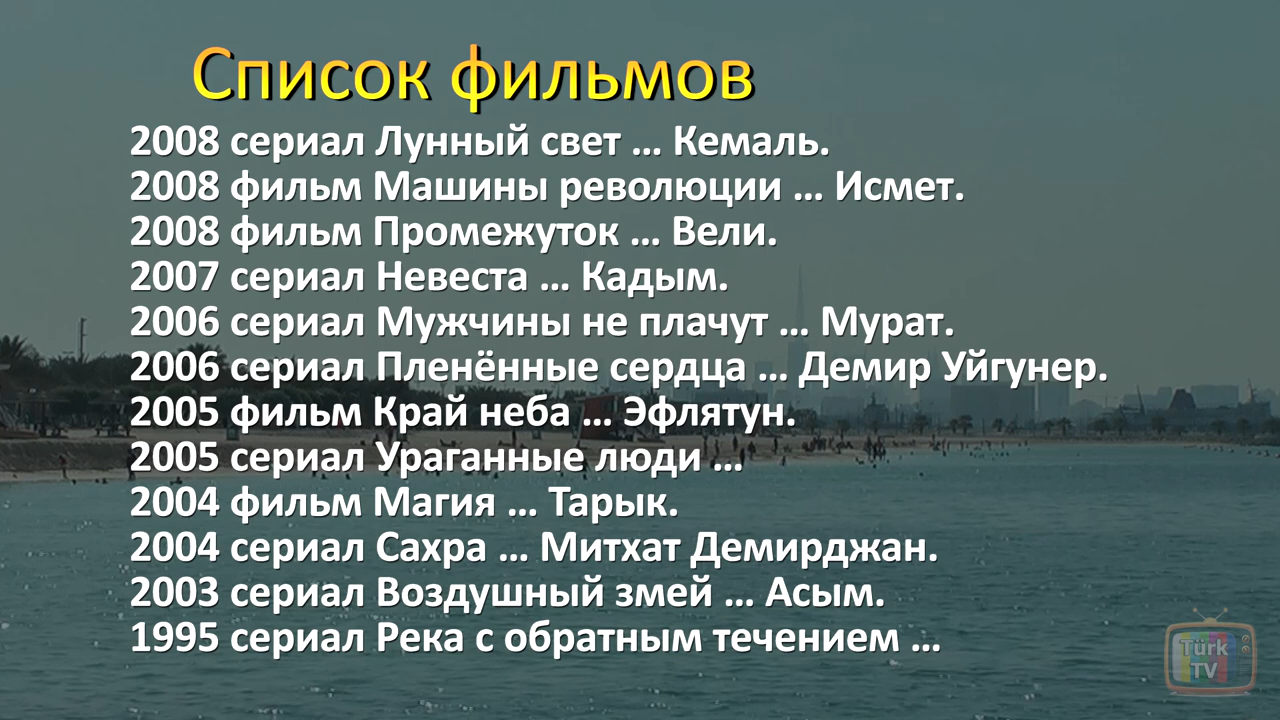 Список фильмов
2008 сериал Лунный свет ... Кемаль.
2008 фильм Машины революции ... Исмет.
2008 фильм Промежуток ... Вели.
2007 сериал Невеста ... Кадым.
2006 сериал Мужчины не плачут ... Мурат.
2006 сериал Пленённые сердца ... Демир Уйгунер.
2005 фильм Край неба ... Эфлятун.
2005 сериал Ураганные люди ...
2004 фильм Магия ... Тарык.
2004 сериал Сахра ... Митхат Демирджан.
2003 сериал Воздушный змей ... Асым.
1995 сериал Река с обратным течением ...
Türk
TV